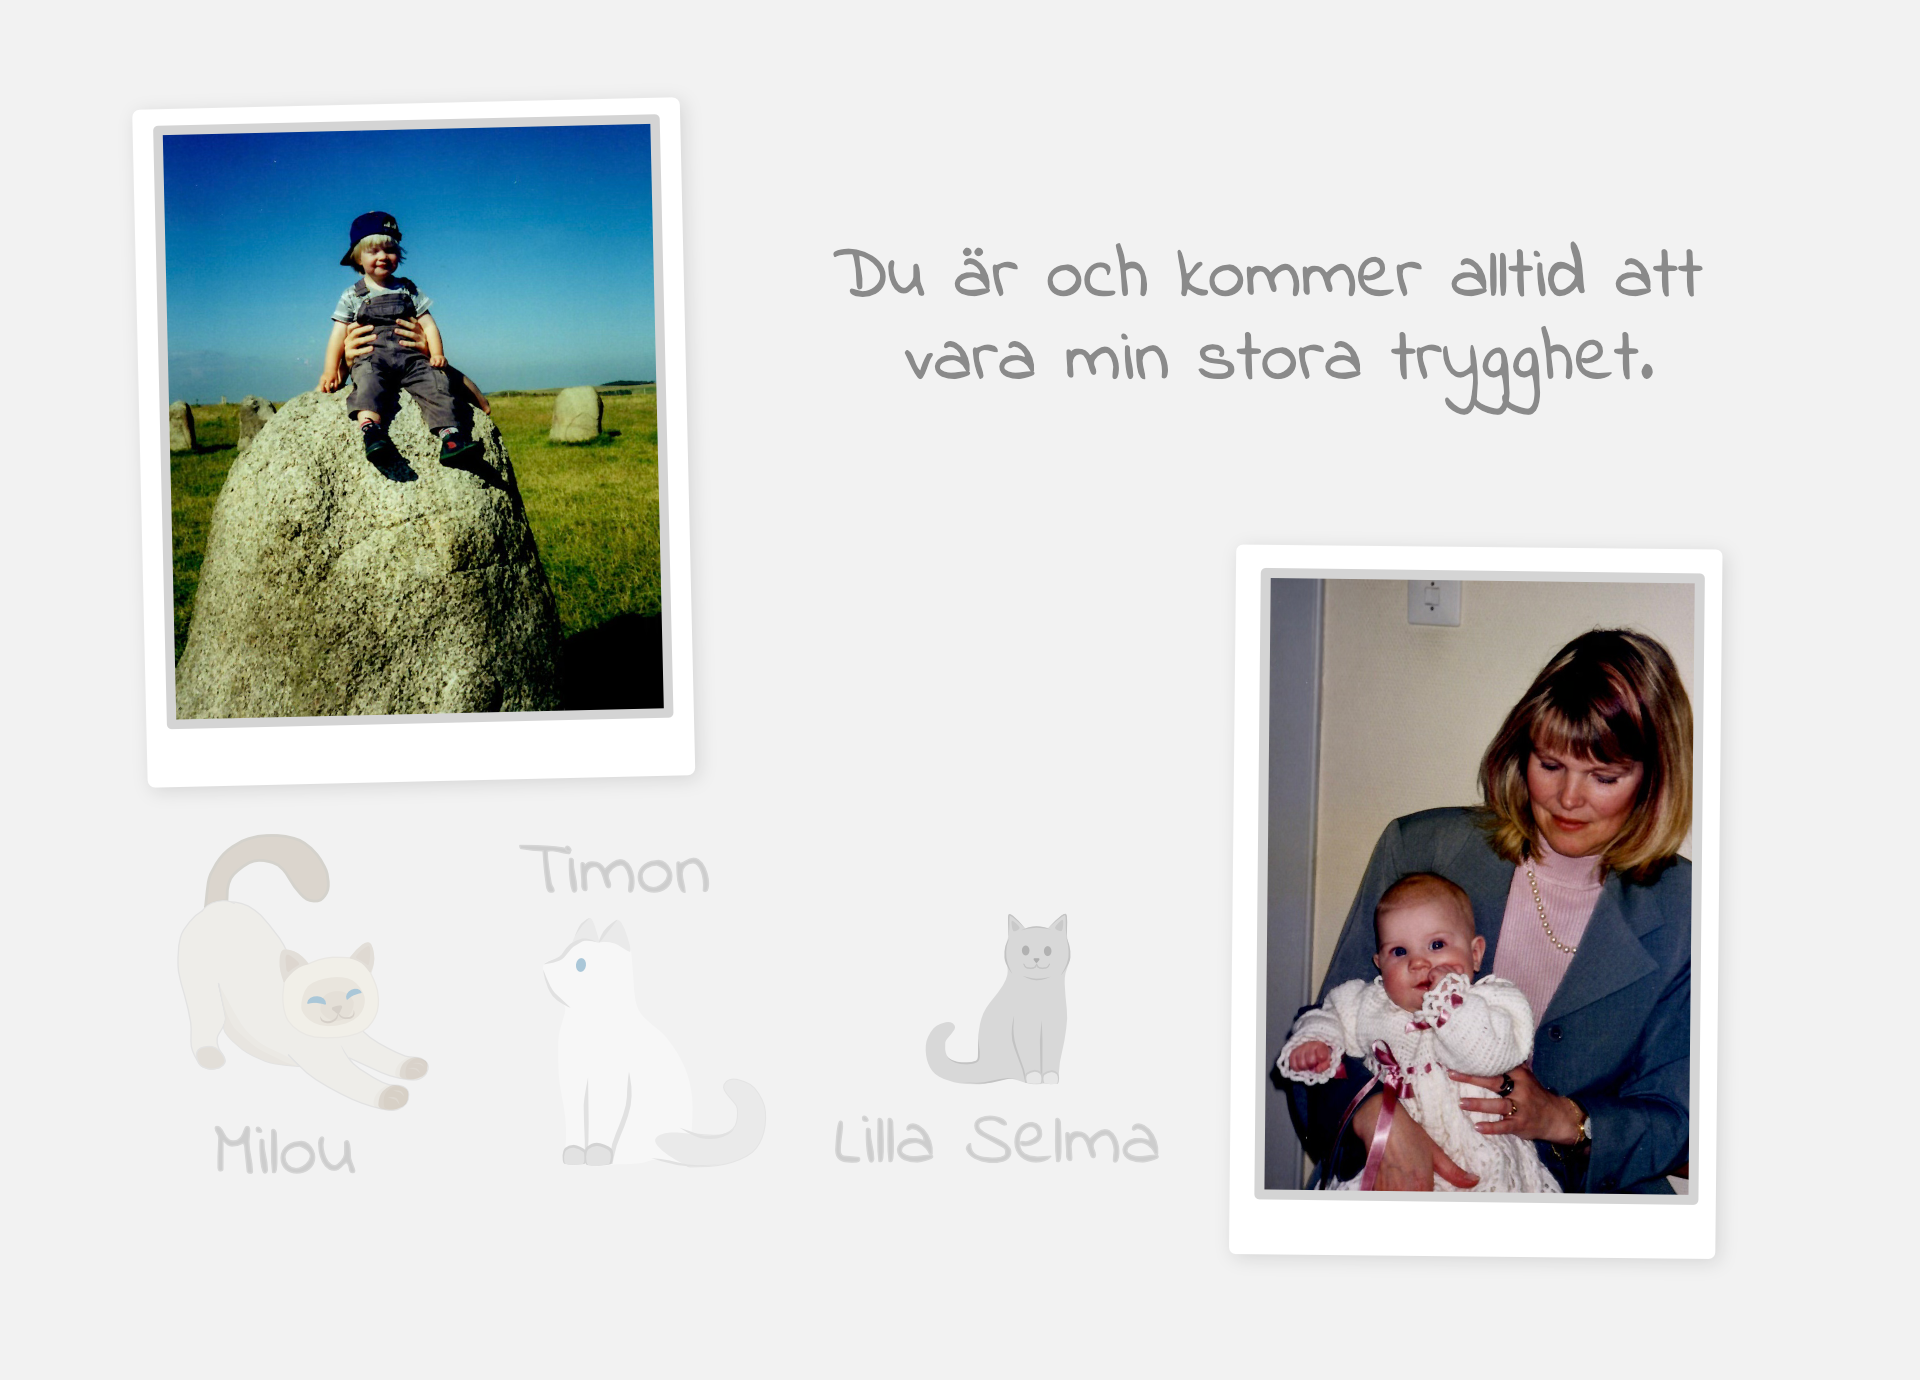 Du är och kommer alltid att
vara min stora trygghet.
Timon
Milou
Lilla Selma